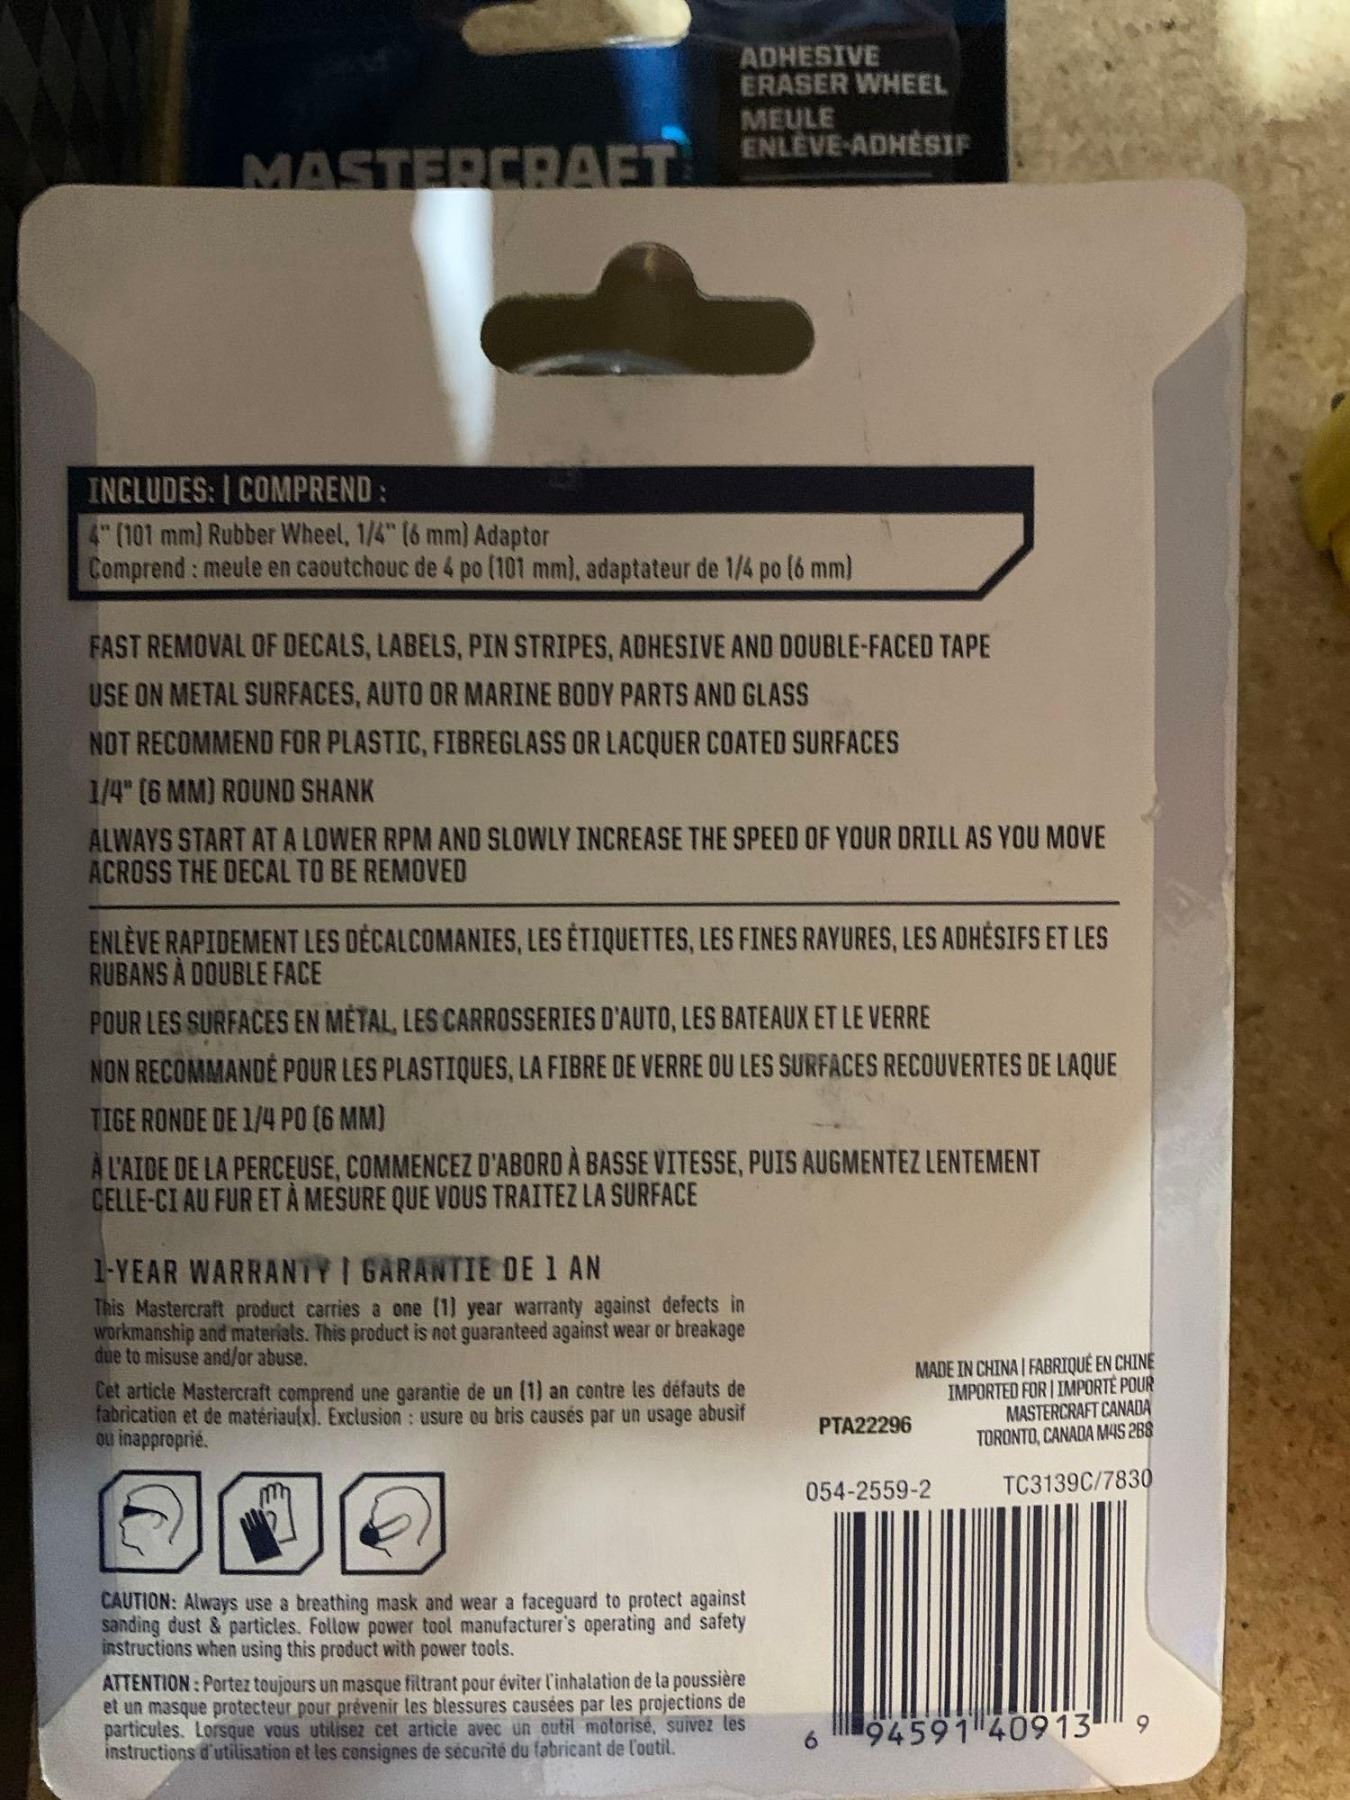 ADHESIVE
ERASER WHEEL
MEULE
ENLÈVE-ADHÉSIF
MASTERCRAFT
INCLUDES: | COMPREND :
4" (101 mm) Rubber Wheel, 1/4" (6 mm) Adaptor
Comprend : meule en caoutchouc de 4 po (101 mm), adaptateur de 1/4 po (6 mm)
FAST REMOVAL OF DECALS, LABELS, PIN STRIPES, ADHESIVE AND DOUBLE-FACED TAPE
USE ON METAL SURFACES, AUTO OR MARINE BODY PARTS AND GLASS
NOT RECOMMEND FOR PLASTIC, FIBREGLASS OR LACQUER COATED SURFACES
1/4" (6 MM) ROUND SHANK
ALWAYS START AT A LOWER RPM AND SLOWLY INCREASE THE SPEED OF YOUR DRILL AS YOU MOVE
ACROSS THE DECAL TO BE REMOVED
ENLÈVE RAPIDEMENT LES DÉCALCOMANIES, LES ÉTIQUETTES, LES FINES RAYURES, LES ADHÉSIFS ET LES
RUBANS À DOUBLE FACE
POUR LES SURFACES EN MÉTAL, LES CARROSSERIES D'AUTO, LES BATEAUX ET LE VERRE
NON RECOMMANDÉ POUR LES PLASTIQUES, LA FIBRE DE VERRE OU LES SURFACES RECOUVERTES DE LAQUE
TIGE RONDE DE 1/4 PO (6 MM)
À L'AIDE DE LA PERCEUSE, COMMENCEZ D'ABORD À BASSE VITESSE, PUIS AUGMENTEZ LENTEMENT
CELLE-CI AU FUR ET À MESURE QUE VOUS TRAITEZ LA SURFACE
1-YEAR WARRANTY | GARANTIE DE 1 AN
This Mastercraft product carries a one (1) year warranty against defects in
workmanship and materials. This product is not guaranteed against wear or breakage
due to misuse and/or abuse.
Cet article Mastercraft comprend une garantie de un (1) an contre les défauts de
fabrication et de matériau(x). Exclusion : usure ou bris causés par un usage abusif
ou inapproprié.
MADE IN CHINA | FABRIQUÉ EN CHINE
IMPORTED FOR | IMPORTÉ POUR
MASTERCRAFT CANADA
TORONTO, CANADA M4S 2B8
PTA22296
054-2559-2 TC3139C/7830
6 94591 40913 9
CAUTION: Always use a breathing mask and wear a faceguard to protect against
sanding dust & particles. Follow power tool manufacturer's operating and safety
instructions when using this product with power tools.
ATTENTION : Portez toujours un masque filtrant pour éviter l'inhalation de la poussière
et un masque protecteur pour prévenir les blessures causées par les projections de
particules. Lorsque vous utilisez cet article avec un outil motorisé, suivez les
instructions d'utilisation et les consignes de sécurité du fabricant de l'outil.